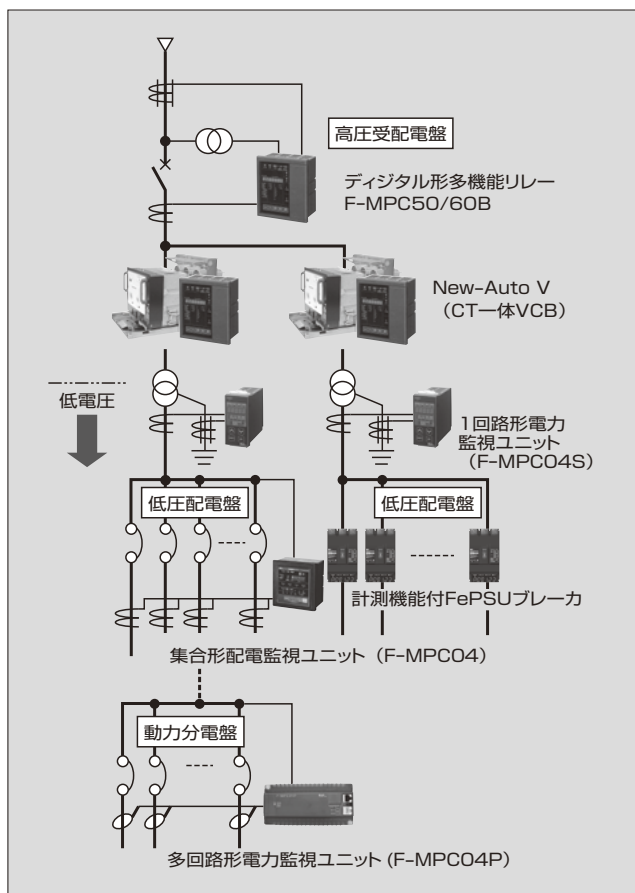 高圧受配電盤
ディジタル形多機能リレー
F-MPC50/60B
New-Auto V
（CT一体VCB）
低電圧
1回路形電力
監視ユニット
（F-MPC04S）
低圧配電盤
低圧配電盤
計測機能付FePSUブレーカ
集合形配電監視ユニット（F-MPC04）
動力分電盤
多回路形電力監視ユニット（F-MPC04P）